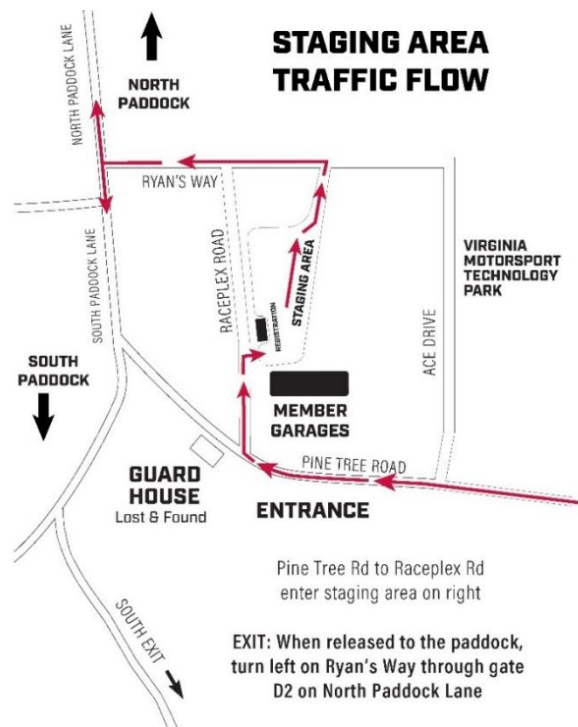 STAGING AREA
TRAFFIC FLOW
NORTH
PADDOCK
NORTH PADDOCK LANE
RYAN'S WAY
RACEPLEX ROAD
STAGING AREA
REGISTRATION
VIRGINIA
MOTORSPORT
TECHNOLOGY
PARK
SOUTH PADDOCK LANE
ACE DRIVE
SOUTH
PADDOCK
MEMBER
GARAGES
PINE TREE ROAD
GUARD
HOUSE
Lost & Found
ENTRANCE
SOUTH EXIT
Pine Tree Rd to Raceplex Rd
enter staging area on right
EXIT: When released to the paddock,
turn left on Ryan's Way through gate
D2 on North Paddock Lane